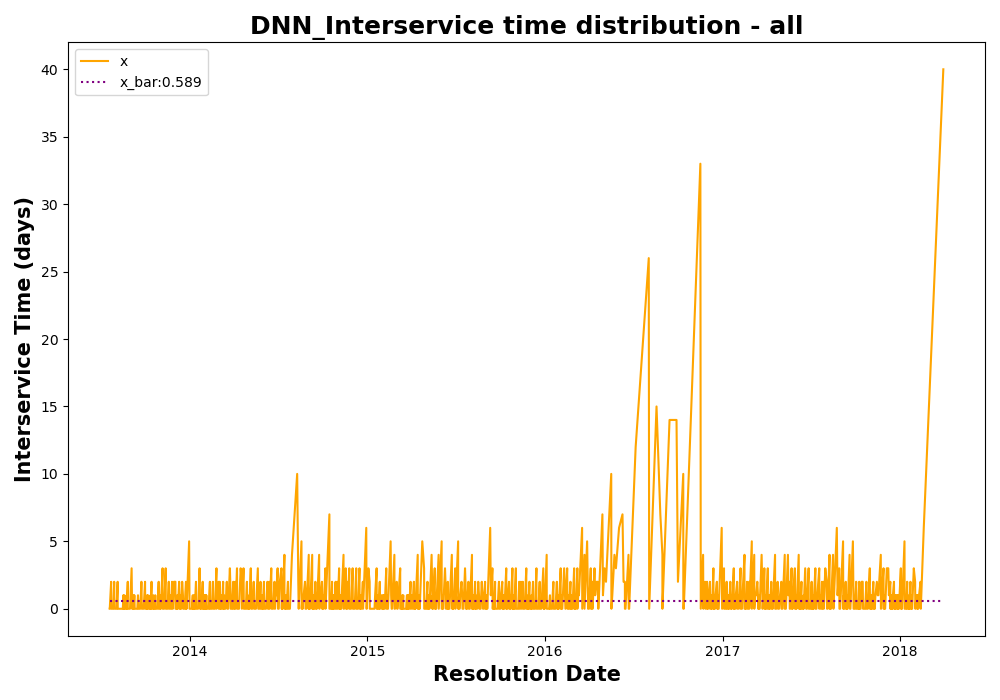 DNN_Interservice time distribution - all
x
x_bar:0.589
Interservice Time (days)
40
35
30
25
20
15
10
5
0
2014
2015
2016
2017
2018
Resolution Date